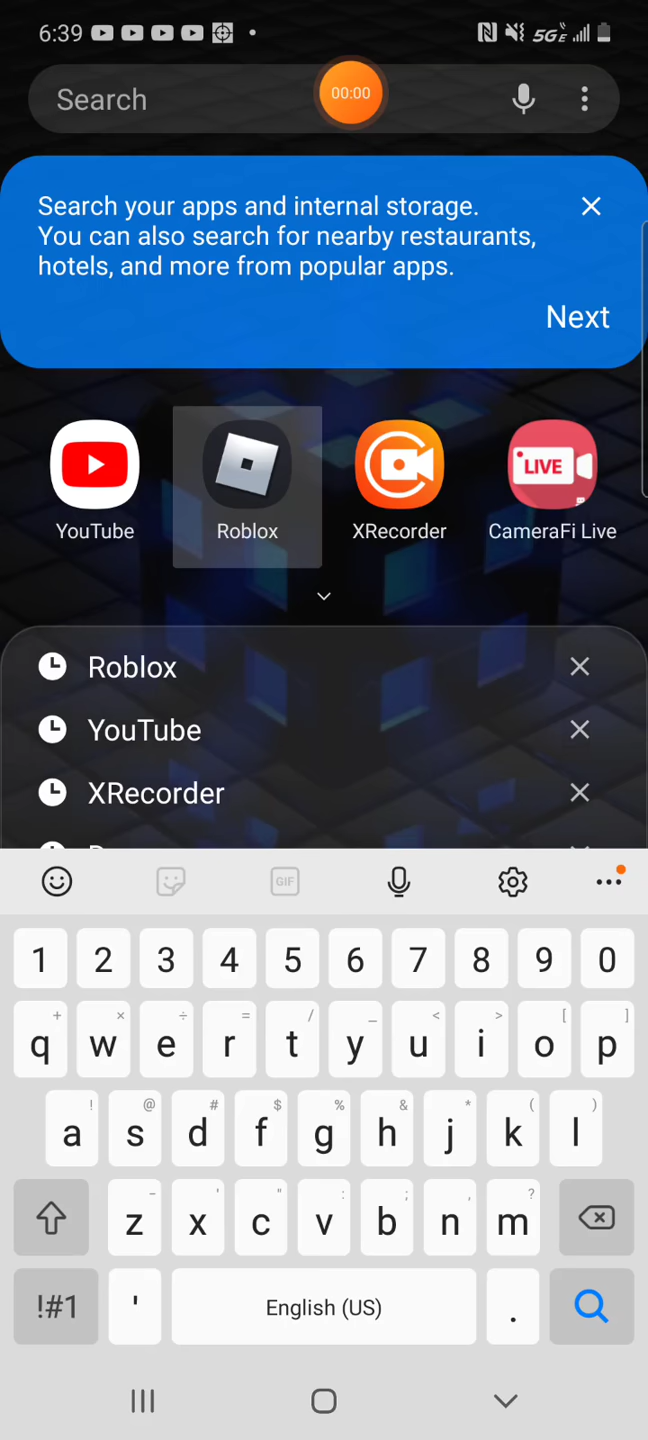 6:39
5GE
Search
00:00
Search your apps and internal storage.
You can also search for nearby restaurants,
hotels, and more from popular apps.
Next
YouTube
Roblox
XRecorder
LIVE
CameraFi Live
Roblox
YouTube
XRecorder
GIF
1 2 3 4 5 6 7 8 9 0
+ × ÷ = / _ < > [ ]
q w e r t y u i o p
! @ # $ % & * ( )
a s d f g h j k l
- ' " : ; , ?
z x c v b n m
!#1 ' English (US) .